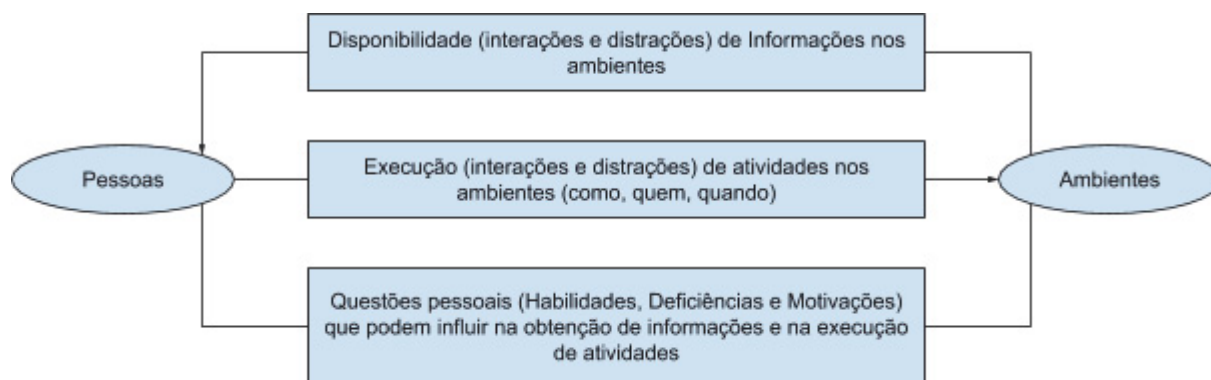 Disponibilidade (interações e distrações) de Informações nos
ambientes
Pessoas
Execução (interações e distrações) de atividades nos
ambientes (como, quem, quando)
Ambientes
Questões pessoais (Habilidades, Deficiências e Motivações)
que podem influir na obtenção de informações e na execução
de atividades